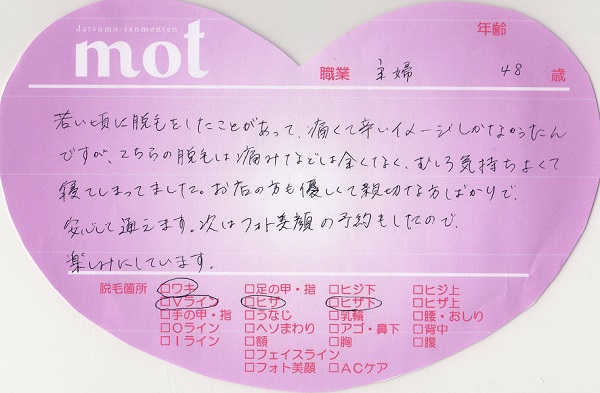 datsumo-senmonten
mot
年齢
職業 主婦 48 歳
若い頃に脱毛をしたことがあって、痛くて辛いイメージしかなかったん
ですが、こちらの脱毛は痛みなどは全くなく、むしろ気持ちよくて
寝てしまってました。お店の方も優しくて親切な方ばかりで、
安心して通えます。次はフォト美顔の予約もしたので、
楽しみにしています。
脱毛箇所 □ワキ □足の甲・指 □ヒジ下 □ヒジ上
□Vライン □ヒザ □ヒザ下 □ヒザ上
□手の甲・指 □うなじ □乳輪 □腰・おしり
□Oライン □ヘソまわり □アゴ・鼻下 □背中
□Iライン □額 □胸 □腹
□フェイスライン
□フォト美顔 □ACケア